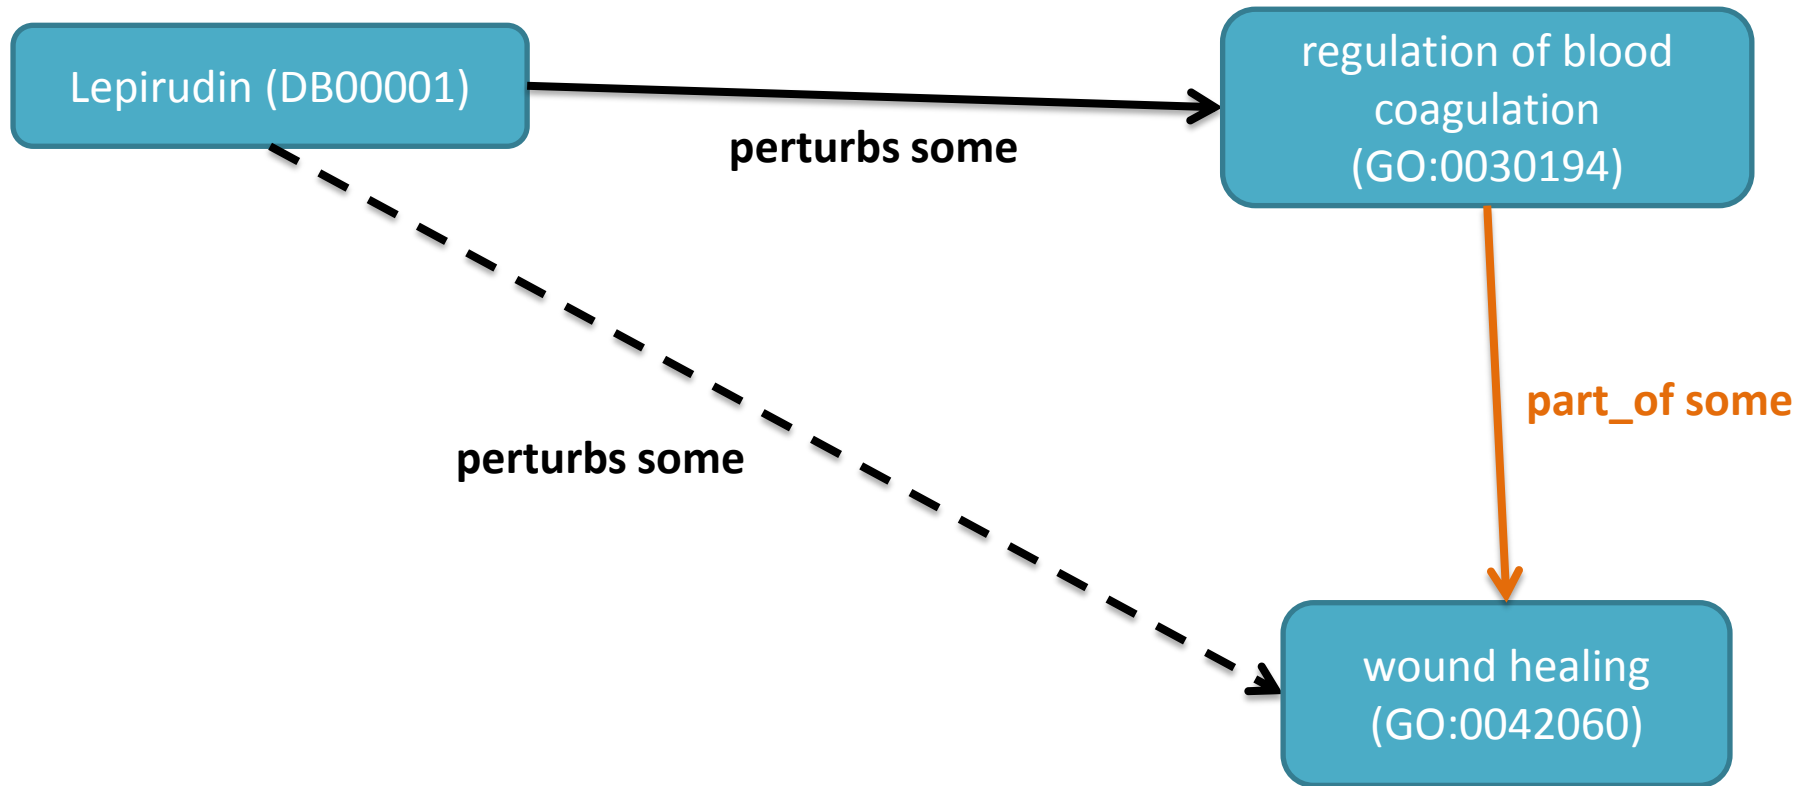 Lepirudin (DB00001)
regulation of blood
coagulation
(GO:0030194)
perturbs some
part_of some
perturbs some
wound healing
(GO:0042060)